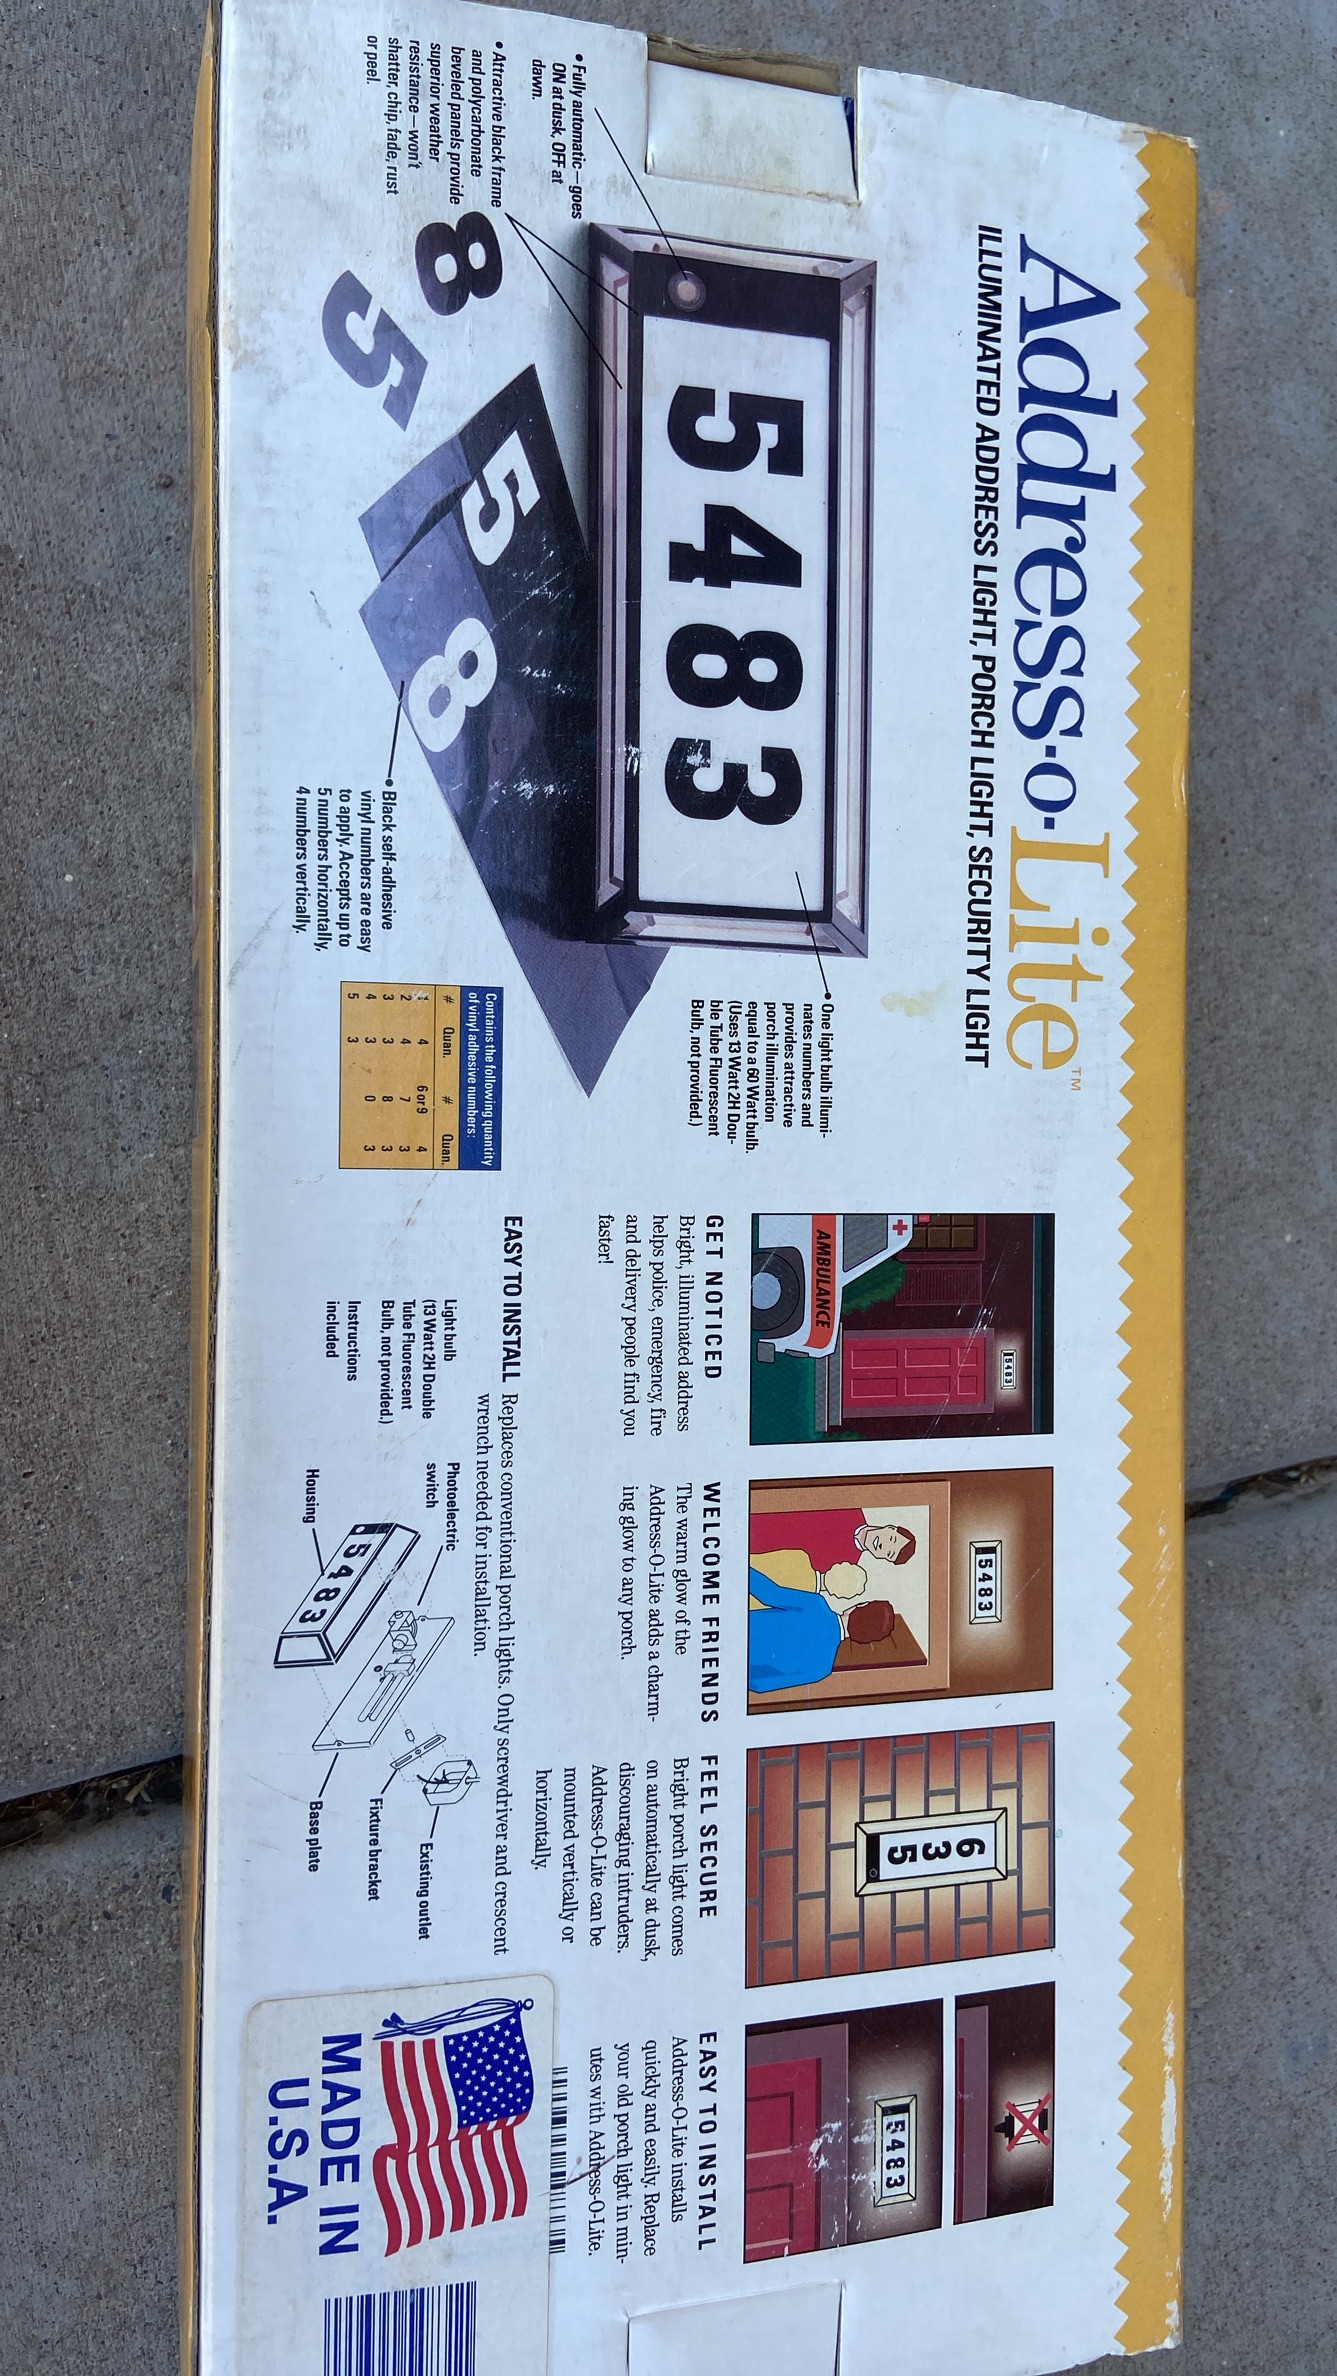 Address-o-Lite™
ILLUMINATED ADDRESS LIGHT, PORCH LIGHT, SECURITY LIGHT
• Fully automatic—goes
ON at dusk, OFF at
dawn.
• Attractive black frame
and polycarbonate
beveled panels provide
superior weather
resistance—won't
shatter, chip, fade, rust
or peel.
5483
8
5
5
8
• One light bulb illumi-
nates numbers and
provides attractive
porch illumination
equal to a 60 Watt bulb.
(Uses 13 Watt 2H Dou-
ble Tube Fluorescent
Bulb, not provided.)
• Black self-adhesive
vinyl numbers are easy
to apply. Accepts up to
5 numbers horizontally,
4 numbers vertically.
Contains the following quantity
of vinyl adhesive numbers:
# Quan. # Quan.
1 4 6 or 9 4
2 4 7 3
3 3 8 3
4 3 0 3
5 3
AMBULANCE
5483
GET NOTICED
Bright, illuminated address
helps police, emergency, fire
and delivery people find you
faster!
5483
WELCOME FRIENDS
The warm glow of the
Address-O-Lite adds a charm-
ing glow to any porch.
6
3
5
FEEL SECURE
Bright porch light comes
on automatically at dusk,
discouraging intruders.
Address-O-Lite can be
mounted vertically or
horizontally.
5483
EASY TO INSTALL
Address-O-Lite installs
quickly and easily. Replace
your old porch light in min-
utes with Address-O-Lite.
EASY TO INSTALL Replaces conventional porch lights. Only screwdriver and crescent
wrench needed for installation.
Light bulb
(13 Watt 2H Double
Tube Fluorescent
Bulb, not provided.)
Instructions
included
Photoelectric
switch
Housing
5483
Existing outlet
Fixture bracket
Base plate
MADE IN
U.S.A.